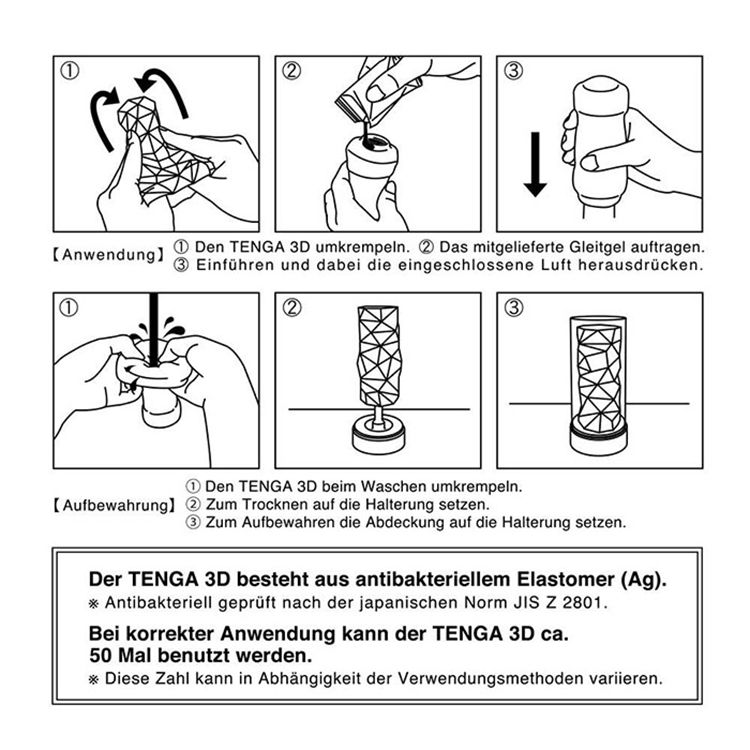 ①
②
③
【Anwendung】 ① Den TENGA 3D umkrempeln. ② Das mitgelieferte Gleitgel auftragen.
③ Einführen und dabei die eingeschlossene Luft herausdrücken.
①
②
③
【Aufbewahrung】 ① Den TENGA 3D beim Waschen umkrempeln.
② Zum Trocknen auf die Halterung setzen.
③ Zum Aufbewahren die Abdeckung auf die Halterung setzen.
Der TENGA 3D besteht aus antibakteriellem Elastomer (Ag).
※ Antibakteriell geprüft nach der japanischen Norm JIS Z 2801.
Bei korrekter Anwendung kann der TENGA 3D ca.
50 Mal benutzt werden.
※ Diese Zahl kann in Abhängigkeit der Verwendungsmethoden variieren.